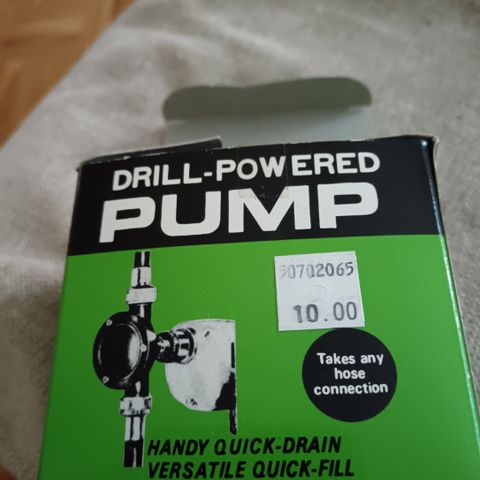 DRILL-POWERED
PUMP
50702065
10.00
Takes any
hose
connection
HANDY QUICK-DRAIN
VERSATILE QUICK-FILL